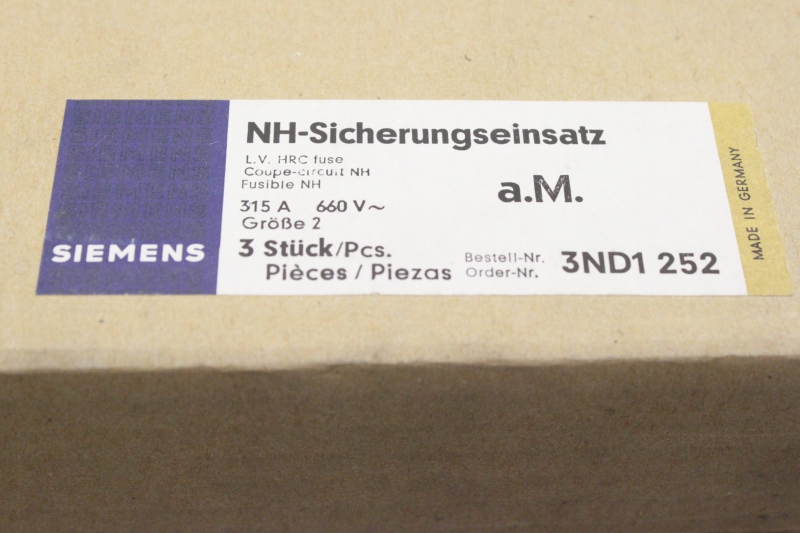 NH-Sicherungseinsatz
L.V. HRC fuse
Coupe-circuit NH
Fusible NH
a.M.
315 A 660 V~
Größe 2
3 Stück/Pcs.
Pièces / Piezas
Bestell-Nr.
Order-Nr.
3ND1 252
SIEMENS
MADE IN GERMANY